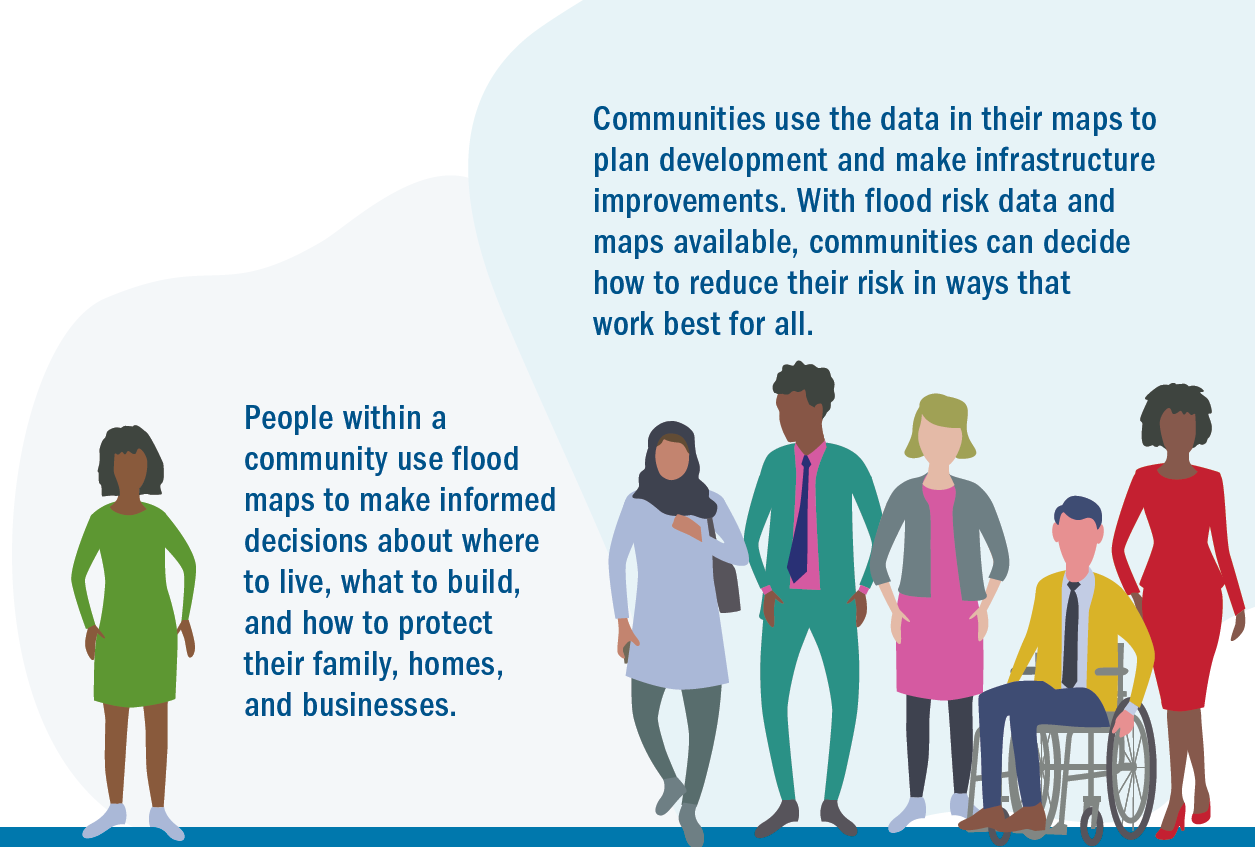 Communities use the data in their maps to
plan development and make infrastructure
improvements. With flood risk data and
maps available, communities can decide
how to reduce their risk in ways that
work best for all.
People within a
community use flood
maps to make informed
decisions about where
to live, what to build,
and how to protect
their family, homes,
and businesses.